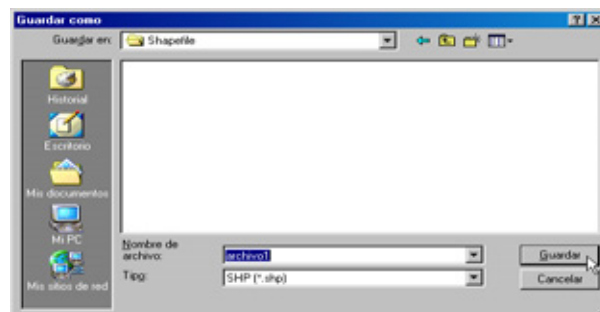 Guardar como
Guardar en: Shapefile
Historial
Escritorio
Mis documentos
Mi PC
Mis sitios de red
Nombre de
archivo: archivo1 Guardar
Tipo: SHP (*.shp) Cancelar